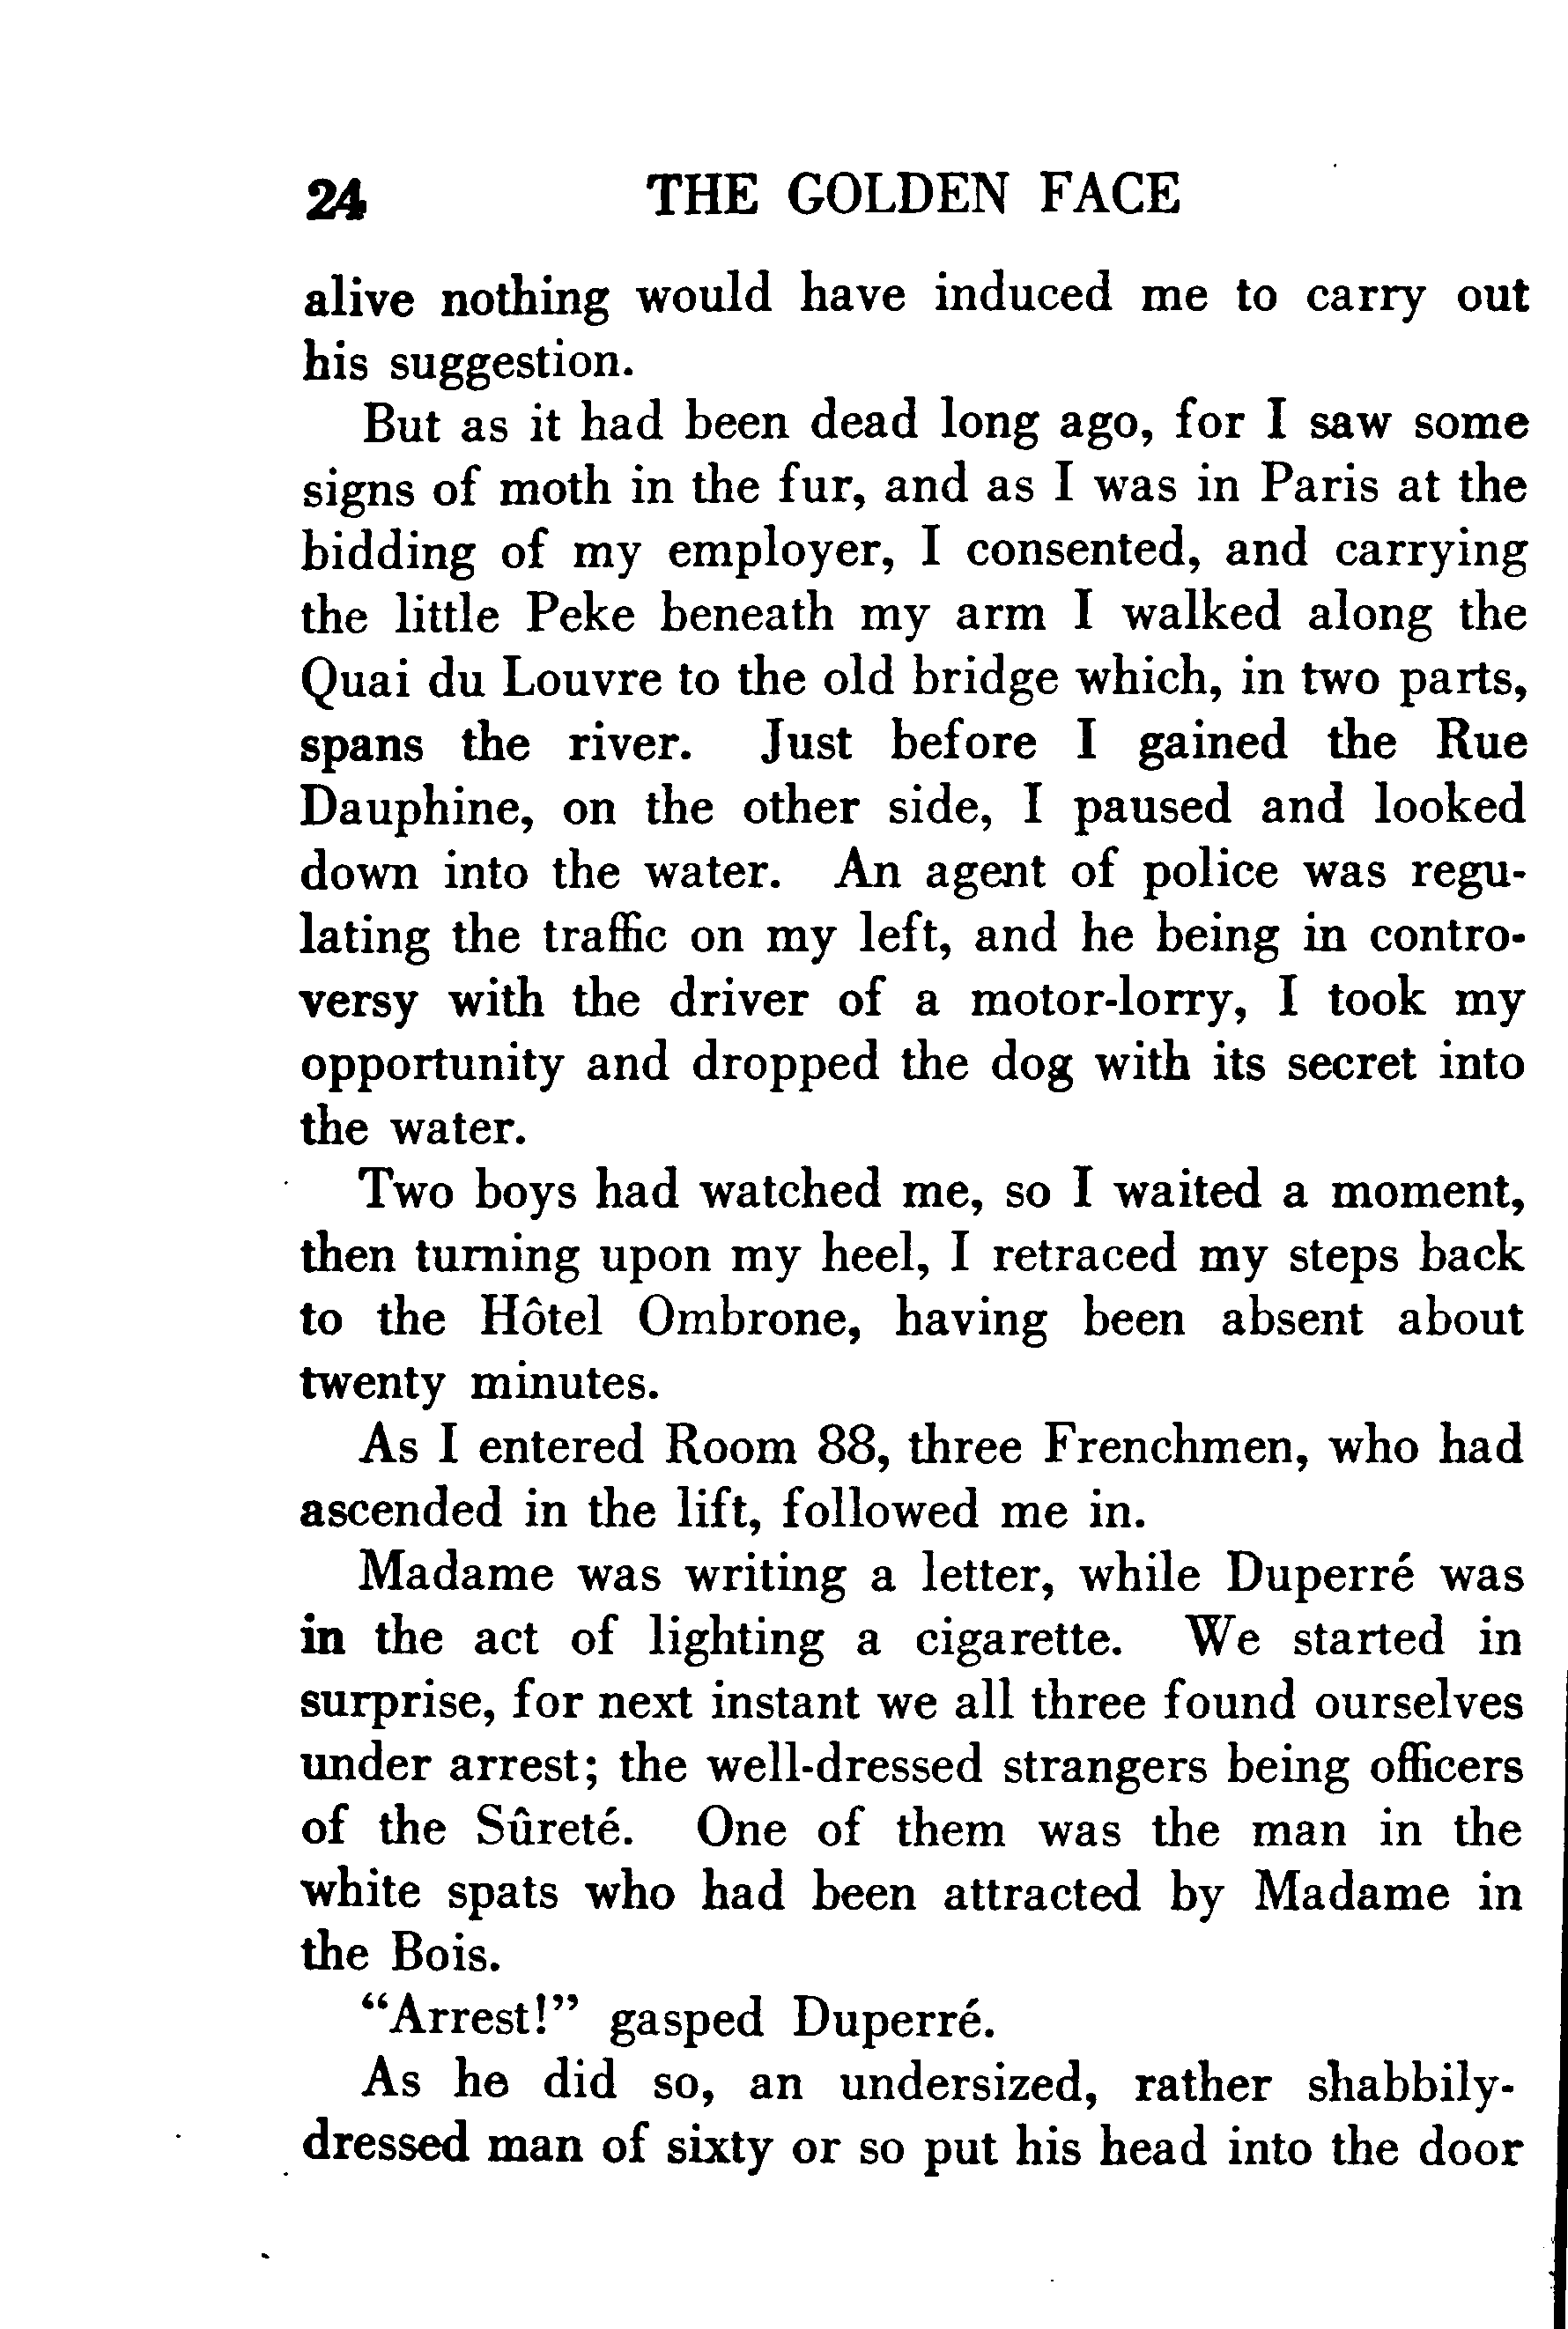 24 THE GOLDEN FACE
alive nothing would have induced me to carry out
his suggestion.
But as it had been dead long ago, for I saw some
signs of moth in the fur, and as I was in Paris at the
bidding of my employer, I consented, and carrying
the little Peke beneath my arm I walked along the
Quai du Louvre to the old bridge which, in two parts,
spans the river. Just before I gained the Rue
Dauphine, on the other side, I paused and looked
down into the water. An agent of police was regu-
lating the traffic on my left, and he being in contro-
versy with the driver of a motor-lorry, I took my
opportunity and dropped the dog with its secret into
the water.
Two boys had watched me, so I waited a moment,
then turning upon my heel, I retraced my steps back
to the Hôtel Ombrone, having been absent about
twenty minutes.
As I entered Room 88, three Frenchmen, who had
ascended in the lift, followed me in.
Madame was writing a letter, while Duperré was
in the act of lighting a cigarette. We started in
surprise, for next instant we all three found ourselves
under arrest; the well-dressed strangers being officers
of the Sûreté. One of them was the man in the
white spats who had been attracted by Madame in
the Bois.
“Arrest!” gasped Duperré.
As he did so, an undersized, rather shabbily-
dressed man of sixty or so put his head into the door